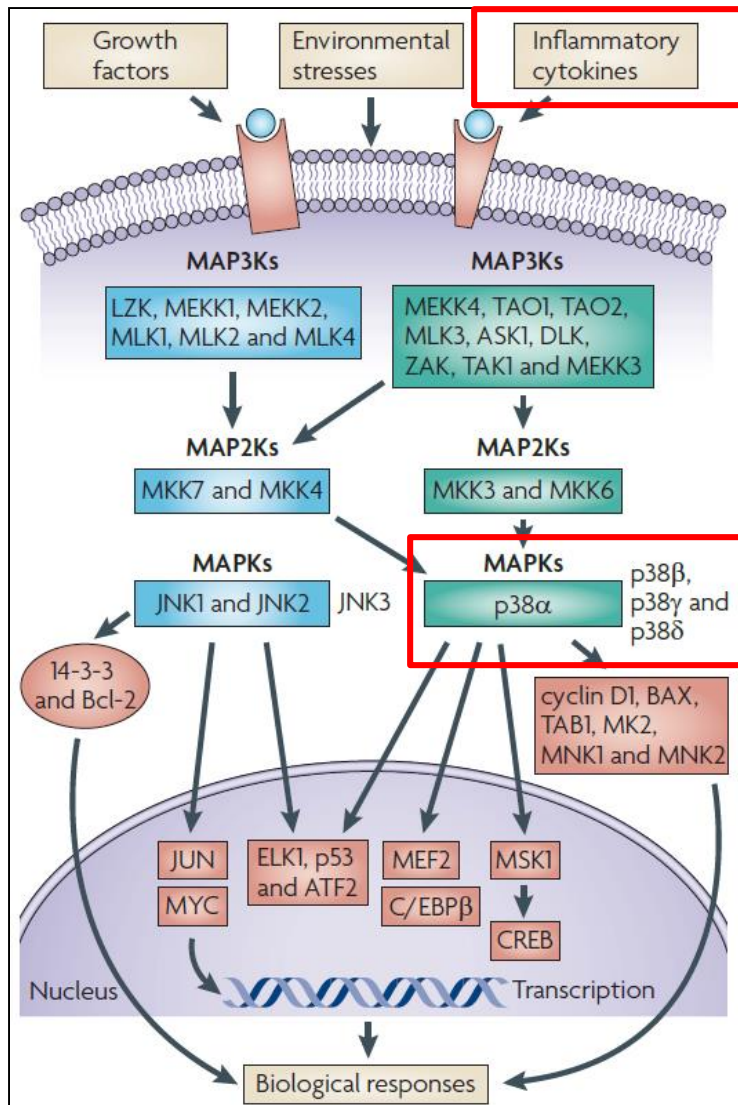 Growth
factors
Environmental
stresses
Inflammatory
cytokines
MAP3Ks
LZK, MEKK1, MEKK2,
MLK1, MLK2 and MLK4
MAP3Ks
MEKK4, TAO1, TAO2,
MLK3, ASK1, DLK,
ZAK, TAK1 and MEKK3
MAP2Ks
MKK7 and MKK4
MAP2Ks
MKK3 and MKK6
MAPKs
JNK1 and JNK2
JNK3
MAPKs
p38α
p38β,
p38γ and
p38δ
14-3-3
and Bcl-2
cyclin D1, BAX,
TAB1, MK2,
MNK1 and MNK2
JUN
MYC
ELK1, p53
and ATF2
MEF2
C/EBPβ
MSK1
CREB
Nucleus
Transcription
Biological responses